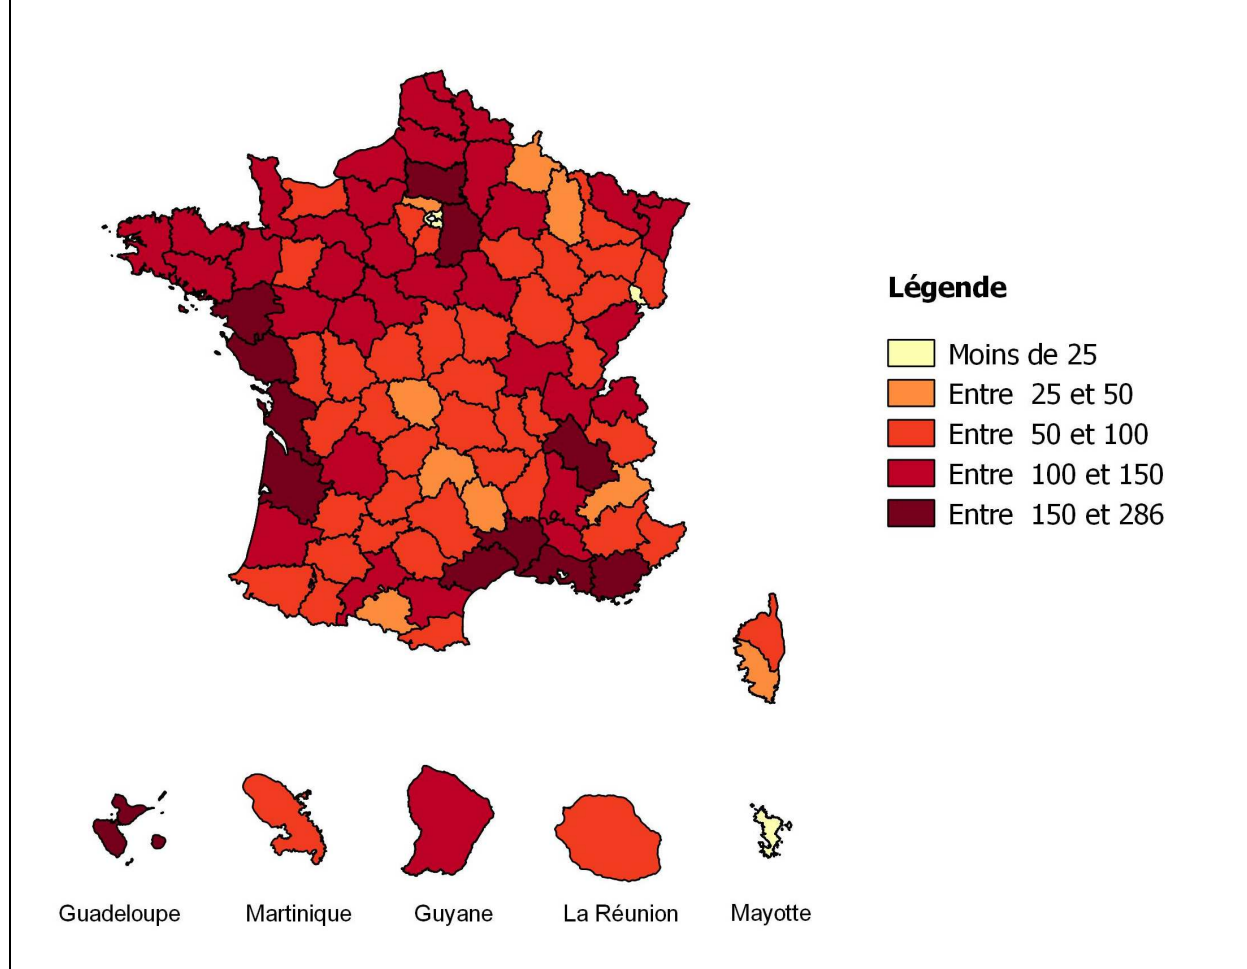 Légende
Moins de 25
Entre 25 et 50
Entre 50 et 100
Entre 100 et 150
Entre 150 et 286
Guadeloupe
Martinique
Guyane
La Réunion
Mayotte